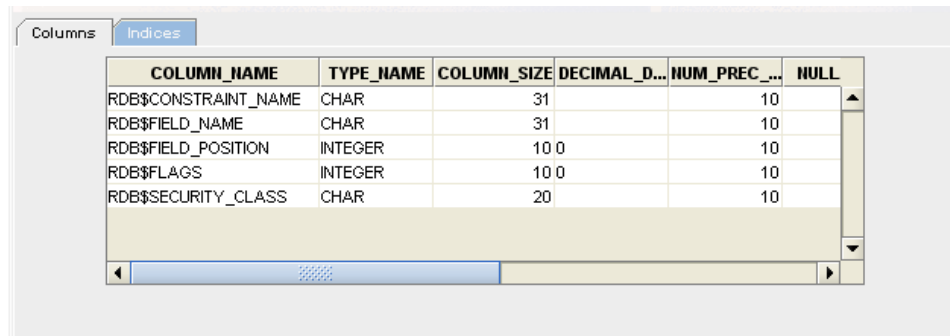 Columns Indices
COLUMN_NAME TYPE_NAME COLUMN_SIZE DECIMAL_D... NUM_PREC_... NULL
RDB$CONSTRAINT_NAME CHAR 31 10
RDB$FIELD_NAME CHAR 31 10
RDB$FIELD_POSITION INTEGER 10 0 10
RDB$FLAGS INTEGER 10 0 10
RDB$SECURITY_CLASS CHAR 20 10